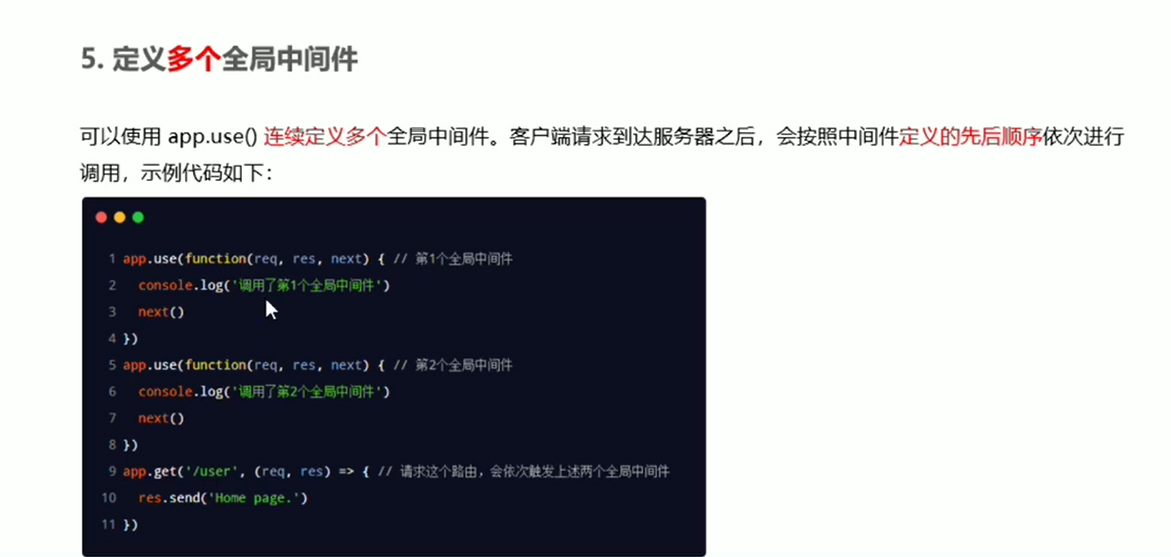 5. 定义多个全局中间件
可以使用 app.use() 连续定义多个全局中间件。客户端请求到达服务器之后，会按照中间件定义的先后顺序依次进行
调用，示例代码如下：
1 app.use(function(req, res, next) { // 第1个全局中间件
2 console.log('调用了第1个全局中间件')
3 next()
4 })
5 app.use(function(req, res, next) { // 第2个全局中间件
6 console.log('调用了第2个全局中间件')
7 next()
8 })
9 app.get('/user', (req, res) => { // 请求这个路由，会依次触发上述两个全局中间件
10 res.send('Home page.')
11 })